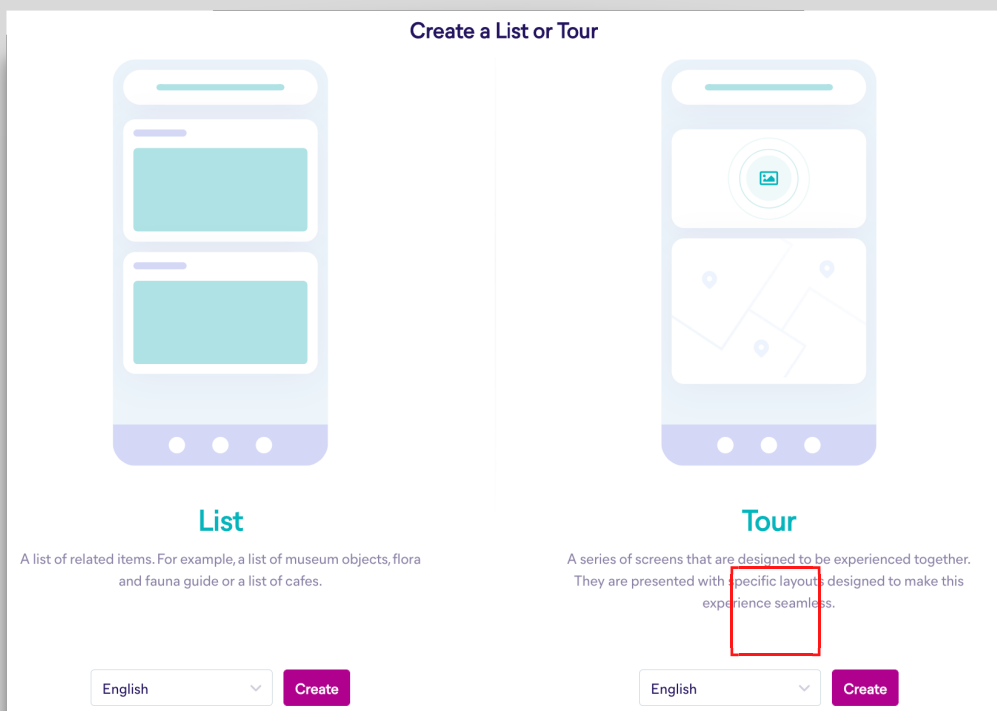 Create a List or Tour
List
A list of related items. For example, a list of museum objects, flora
and fauna guide or a list of cafes.
English
Create
Tour
A series of screens that are designed to be experienced together.
They are presented with specific layouts designed to make this
experience seamless.
English
Create